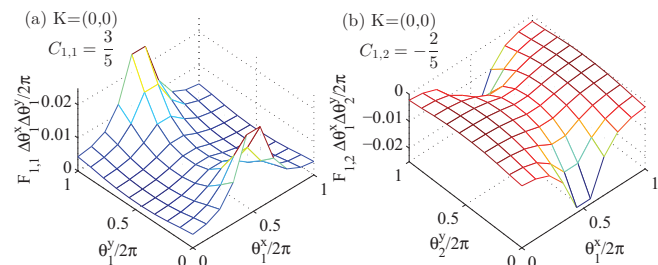 (a) K=(0,0)
C₁,₁ = 3/5
F₁,₁ Δθ₁ˣΔθ₁ʸ/2π
0.02
0.01
0
1
0.5
0
θ₁ʸ/2π
0
0.5
1
θ₁ˣ/2π
(b) K=(0,0)
C₁,₂ = −2/5
F₁,₂ Δθ₁ˣΔθ₂ʸ/2π
0
−0.01
−0.02
1
0.5
0
θ₂ʸ/2π
0
0.5
1
θ₁ˣ/2π